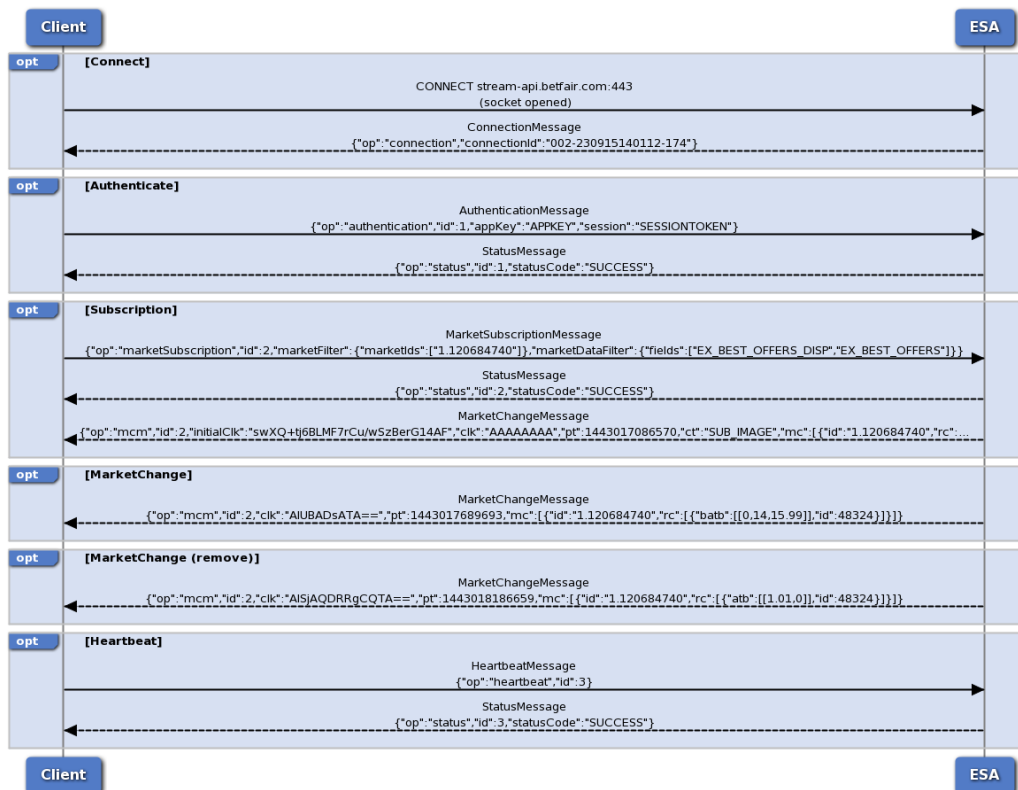 Client ESA
opt [Connect]
CONNECT stream-api.betfair.com:443
(socket opened)
ConnectionMessage
{"op":"connection","connectionId":"002-230915140112-174"}
opt [Authenticate]
AuthenticationMessage
{"op":"authentication","id":1,"appKey":"APPKEY","session":"SESSIONTOKEN"}
StatusMessage
{"op":"status","id":1,"statusCode":"SUCCESS"}
opt [Subscription]
MarketSubscriptionMessage
{"op":"marketSubscription","id":2,"marketFilter":{"marketIds":["1.120684740"]},"marketDataFilter":{"fields":["EX_BEST_OFFERS_DISP","EX_BEST_OFFERS"]}}
StatusMessage
{"op":"status","id":2,"statusCode":"SUCCESS"}
MarketChangeMessage
{"op":"mcm","id":2,"initialClk":"swXQ+tj6BLMF7rCu/wSzBerG14AF","clk":"AAAAAAAA","pt":1443017086570,"ct":"SUB_IMAGE","mc":[{"id":"1.120684740","rc":...
opt [MarketChange]
MarketChangeMessage
{"op":"mcm","id":2,"clk":"AIUBADsATA==","pt":1443017689693,"mc":[{"id":"1.120684740","rc":[{"batb":[[0,14,15.99]],"id":48324}]}]}
opt [MarketChange (remove)]
MarketChangeMessage
{"op":"mcm","id":2,"clk":"AISjAQDRRgCQTA==","pt":1443018186659,"mc":[{"id":"1.120684740","rc":[{"atb":[[1.01,0]],"id":48324}]}]}
opt [Heartbeat]
HeartbeatMessage
{"op":"heartbeat","id":3}
StatusMessage
{"op":"status","id":3,"statusCode":"SUCCESS"}
Client ESA